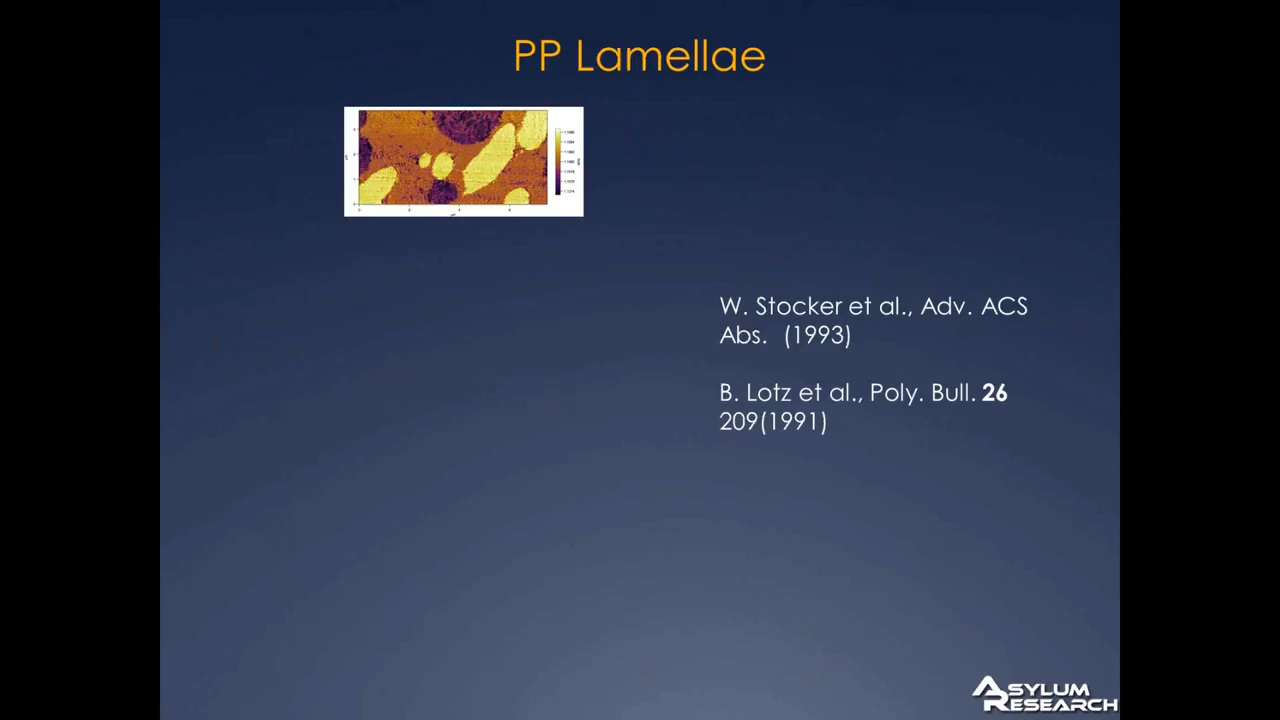 PP Lamellae
W. Stocker et al., Adv. ACS
Abs. (1993)
B. Lotz et al., Poly. Bull. 26
209(1991)
ASYLUM
RESEARCH